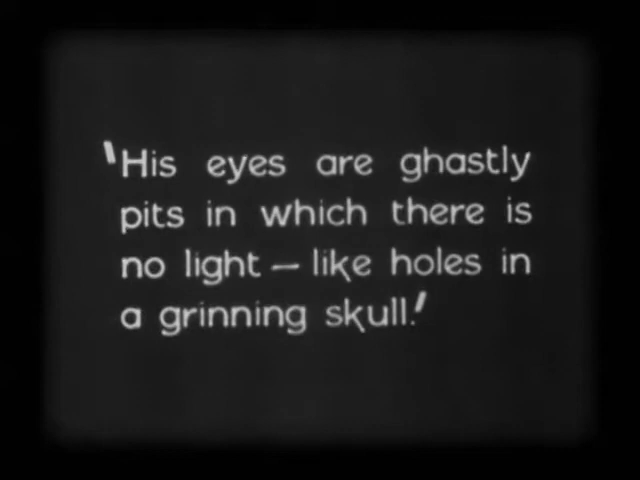 'His eyes are ghastly
pits in which there is
no light — like holes in
a grinning skull.'